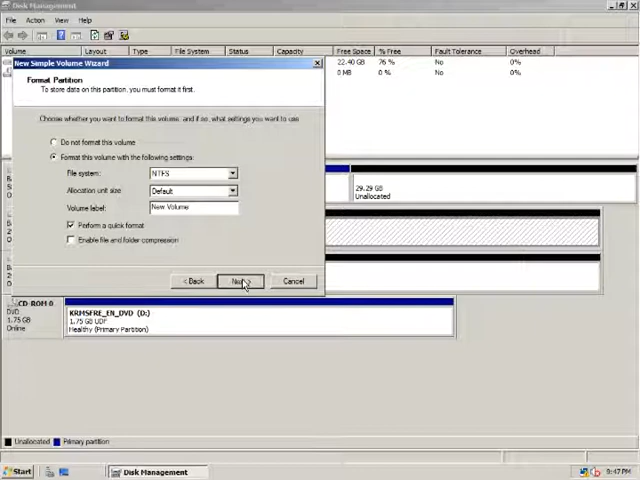 Disk Management
File Action View Help
Volume Layout Type File System Status Capacity Free Space % Free Fault Tolerance Overhead
22.40 GB 76 % No 0%
0 MB 0 % No 0%
New Simple Volume Wizard
Format Partition
To store data on this partition, you must format it first.
Choose whether you want to format this volume, and if so, what settings you want to use.
Do not format this volume
Format this volume with the following settings:
File system: NTFS
Allocation unit size: Default
Volume label: New Volume
Perform a quick format
Enable file and folder compression
< Back Next > Cancel
29.29 GB
Unallocated
CD-ROM 0
DVD
1.75 GB
Online
KRMSFRE_EN_DVD (D:)
1.75 GB UDF
Healthy (Primary Partition)
Unallocated Primary partition
Start Disk Management 9:47 PM